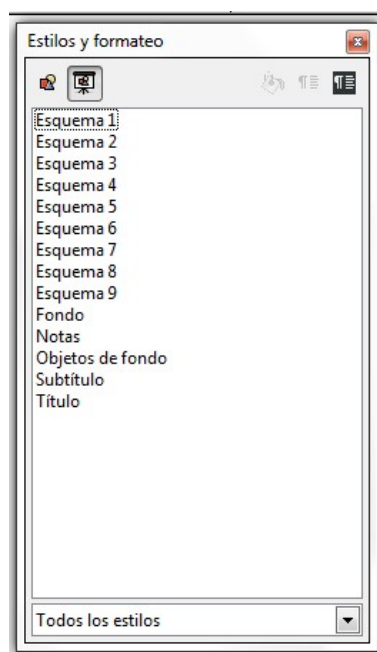 Estilos y formateo
Esquema 1
Esquema 2
Esquema 3
Esquema 4
Esquema 5
Esquema 6
Esquema 7
Esquema 8
Esquema 9
Fondo
Notas
Objetos de fondo
Subtítulo
Título
Todos los estilos